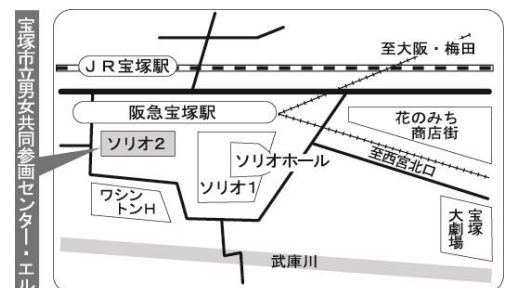 宝塚市立男女共同参画センター・エル
至大阪・梅田
JR宝塚駅
阪急宝塚駅
花のみち
商店街
ソリオ2
ソリオホール
至西宮北口
ソリオ1
ワシン
トンH
宝塚
大劇場
武庫川